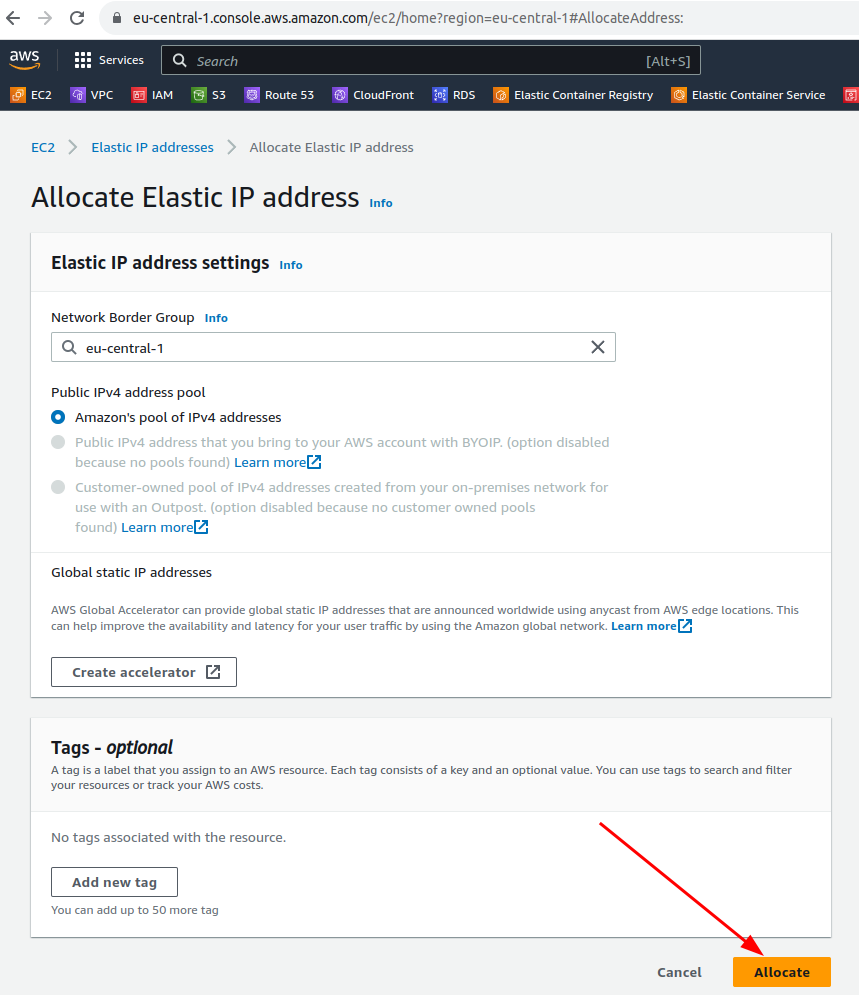 eu-central-1.console.aws.amazon.com/ec2/home?region=eu-central-1#AllocateAddress:
aws Services Search [Alt+S]
EC2 VPC IAM S3 Route 53 CloudFront RDS Elastic Container Registry Elastic Container Service
EC2 Elastic IP addresses Allocate Elastic IP address
Allocate Elastic IP address Info
Elastic IP address settings Info
Network Border Group Info
eu-central-1
Public IPv4 address pool
Amazon's pool of IPv4 addresses
Public IPv4 address that you bring to your AWS account with BYOIP. (option disabled
because no pools found) Learn more
Customer-owned pool of IPv4 addresses created from your on-premises network for
use with an Outpost. (option disabled because no customer owned pools
found) Learn more
Global static IP addresses
AWS Global Accelerator can provide global static IP addresses that are announced worldwide using anycast from AWS edge locations. This
can help improve the availability and latency for your user traffic by using the Amazon global network. Learn more
Create accelerator
Tags - optional
A tag is a label that you assign to an AWS resource. Each tag consists of a key and an optional value. You can use tags to search and filter
your resources or track your AWS costs.
No tags associated with the resource.
Add new tag
You can add up to 50 more tag
Cancel Allocate